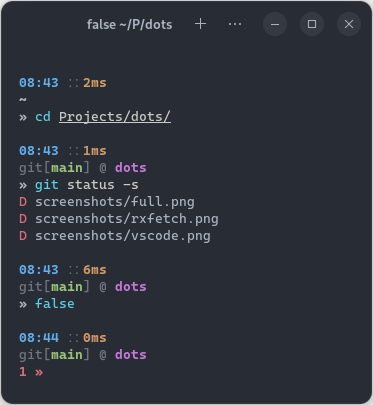 false ~/P/dots
08:43 ::2ms
~
» cd Projects/dots/
08:43 ::1ms
git[main] @ dots
» git status -s
D screenshots/full.png
D screenshots/rxfetch.png
D screenshots/vscode.png
08:43 ::6ms
git[main] @ dots
» false
08:44 ::0ms
git[main] @ dots
1 »